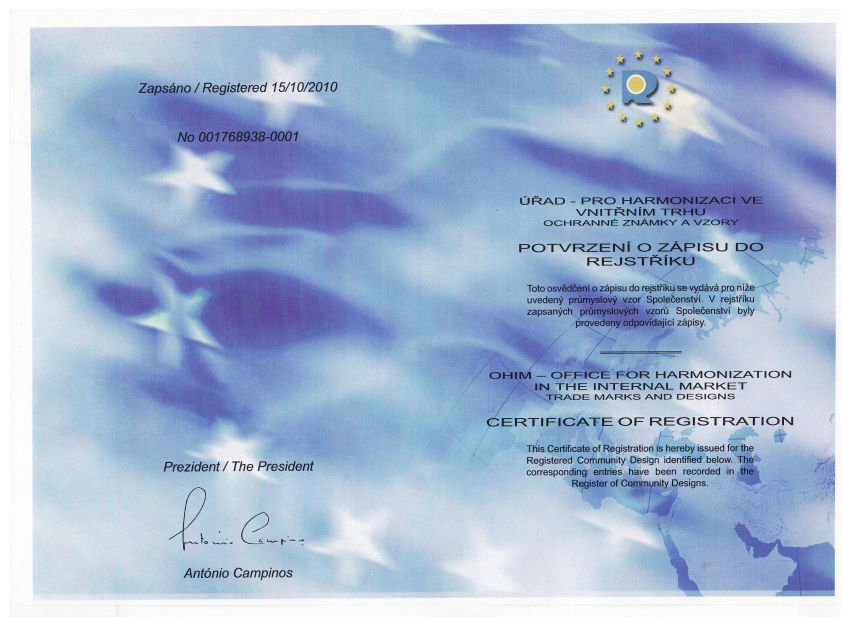 Zapsáno / Registered 15/10/2010
No 001768938-0001
Prezident / The President
António Campinos
António Campinos
ÚŘAD - PRO HARMONIZACI VE
VNITŘNÍM TRHU
OCHRANNÉ ZNÁMKY A VZORY
POTVRZENÍ O ZÁPISU DO
REJSTŘÍKU
Toto osvědčení o zápisu do rejstříku se vydává pro níže
uvedený průmyslový vzor Společenství. V rejstříku
zapsaných průmyslových vzorů Společenství byly
provedeny odpovídající zápisy.
OHIM – OFFICE FOR HARMONIZATION
IN THE INTERNAL MARKET
TRADE MARKS AND DESIGNS
CERTIFICATE OF REGISTRATION
This Certificate of Registration is hereby issued for the
Registered Community Design identified below. The
corresponding entries have been recorded in the
Register of Community Designs.